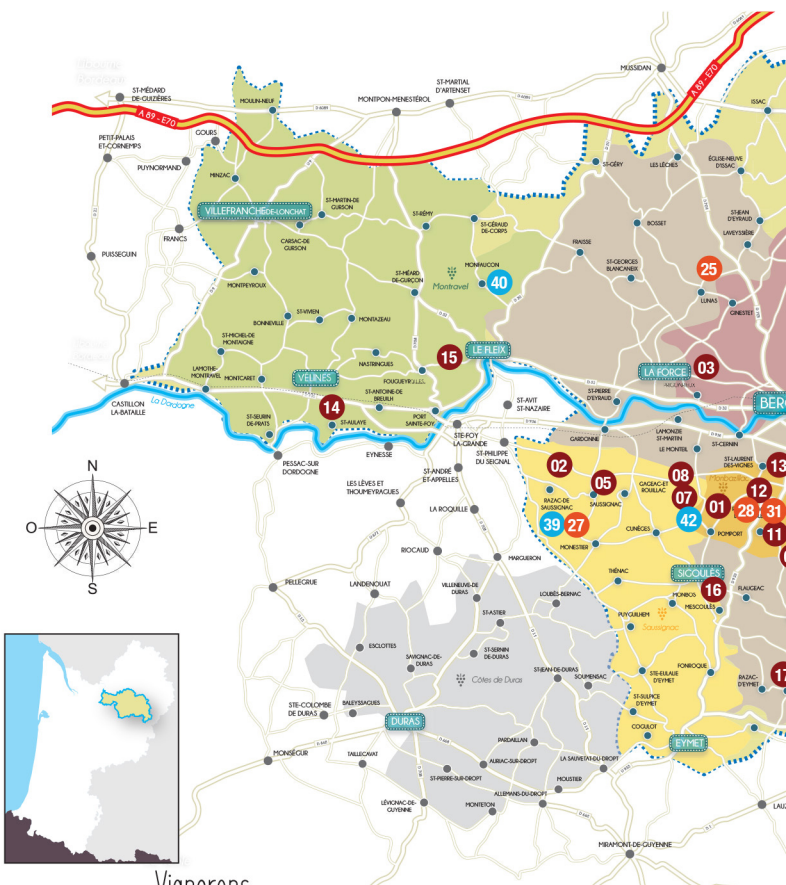 MUSSIDAN
ST-MÉDARD
DE-GUIZIÈRES
ST-MARTIAL
D'ARTENSET
MOULIN-NEUF
D 6089
MONTPON-MENESTÉROL
D 6089
ISSAC
A 89 - E70
A 89 - E70
PETIT-PALAIS
ET-CORNEMPS
GOURS
PUYNORMAND
MINZAC
ST-GÉRY
LES LÊCHES
ÉGLISE-NEUVE
D'ISSAC
VILLEFRANCHE-DE-LONCHAT
ST-MARTIN-DE
GURSON
ST-RÉMY
ST-GÉRAUD
DE-CORPS
BOSSET
ST-JEAN
D'EYRAUD
LAVEYSSIÈRE
FRANCS
CARSAC-DE
GURSON
FRAISSE
PUISSEGUIN
MONTPEYROUX
ST-MÉARD
DE-GURÇON
MONFAUCON
Montravel
40
ST-GEORGES
BLANCANEIX
25
LUNAS
GINESTET
ST-VIVIEN
BONNEVILLE
MONTAZEAU
ST-MICHEL-DE
MONTAIGNE
NASTRINGUES
15
LE FLEIX
LAMOTHE-
MONTRAVEL
MONTCARET
VÉLINES
FOUGUEYROLLES
LA FORCE
03
CASTILLON
LA-BATAILLE
La Dordogne
14
ST-ANTOINE-DE
BREUILH
ST-PIERRE
D'EYRAUD
BERG
ST-SEURIN
DE-PRATS
ST-AULAYE
PORT
SAINTE-FOY
ST-AVIT
ST-NAZAIRE
LAMONZIE
ST-MARTIN
STE-FOY
LA-GRANDE
GARDONNE
ST-CERNIN
PESSAC-SUR
DORDOGNE
EYNESSE
ST-PHILIPPE
DU SEIGNAL
LE MONTEIL
ST-LAURENT
DES-VIGNES
13
LES LÈVES ET
THOUMEYRAGUES
ST-ANDRÉ
ET-APPELLES
02
05
08
Monbazillac
RAZAC-DE
SAUSSIGNAC
SAUSSIGNAC
GAGEAC-ET
ROUILLAC
07
12
LA ROQUILLE
39
27
42
01
28
31
CUNÈGES
POMPORT
11
N
O
E
S
RIOCAUD
MARGUERON
MONESTIER
PELLEGRUE
LANDENOUAT
VILLENEUVE-DE
DURAS
LOUBÈS-BERNAC
THÉNAC
SIGOULÈS
16
FLAUGEAC
MONBOS
MESCOULÈS
ST-ASTIER
PUYGUILHEM
Saussignac
ESCLOTTES
SAVIGNAC-DE-
DURAS
ST-SERNIN
DE-DURAS
ST-JEAN-DE-DURAS
SOUMENSAC
STE-EULALIE
D'EYMET
FONROQUE
RAZAC-
D'EYMET
17
Côtes de Duras
STE-COLOMBE
DE DURAS
BALEYSSAGUES
ST-SULPICE
D'EYMET
DURAS
COGULOT
EYMET
MONSÉGUR
TAILLECAVAT
PARDAILLAN
AURIAC-SUR-DROPT
LA SAUVETAT-DU-DROPT
ST-PIERRE-SUR-DROPT
MOUSTIER
LÉVIGNAC-DE-
GUYENNE
MONTETON
ALLEMANS-DU-DROPT
MIRAMONT-DE-GUYENNE
Vignerons